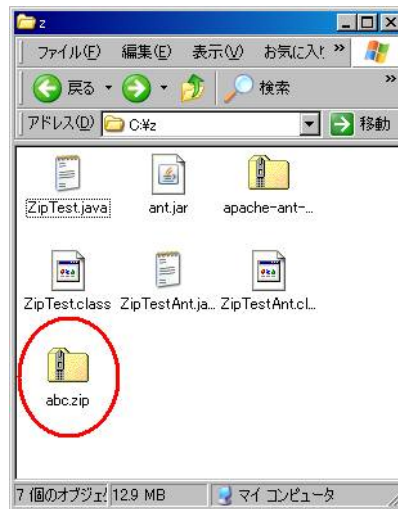 z
ファイル(F) 編集(E) 表示(V) お気に入り »
戻る 検索 »
アドレス(D) C:¥z 移動
ZipTest.java ant.jar apache-ant-...
ZipTest.class ZipTestAnt.ja... ZipTestAnt.cl...
abc.zip
7 個のオブジェ 12.9 MB マイ コンピュータ